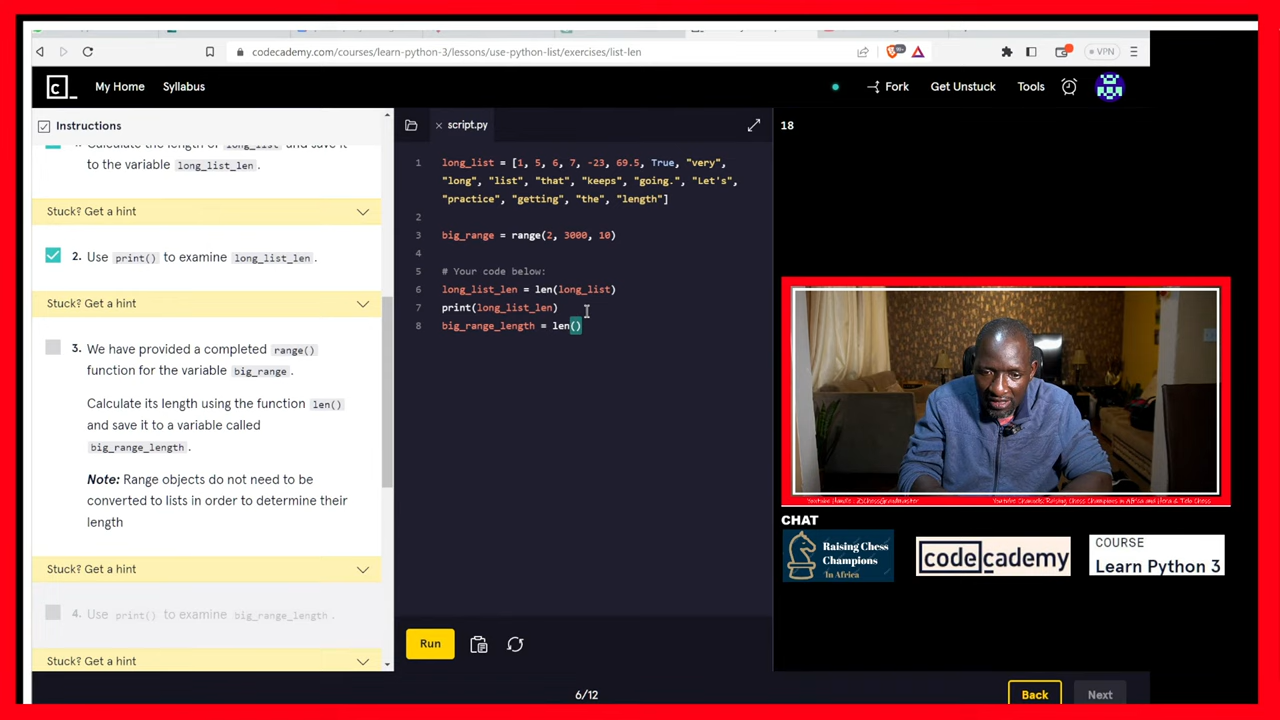 codecademy.com/courses/learn-python-3/lessons/use-python-list/exercises/list-len
VPN
C_
My Home
Syllabus
Fork
Get Unstuck
Tools
Instructions
and save it
to the variable long_list_len.
Stuck? Get a hint
2. Use print() to examine long_list_len.
Stuck? Get a hint
3. We have provided a completed range()
function for the variable big_range.
Calculate its length using the function len()
and save it to a variable called
big_range_length.
Note: Range objects do not need to be
converted to lists in order to determine their
length
Stuck? Get a hint
4. Use print() to examine big_range_length.
Stuck? Get a hint
script.py
1 long_list = [1, 5, 6, 7, -23, 69.5, True, "very",
"long", "list", "that", "keeps", "going.", "Let's",
"practice", "getting", "the", "length"]
2
3 big_range = range(2, 3000, 10)
4
5 # Your code below:
6 long_list_len = len(long_list)
7 print(long_list_len)
8 big_range_length = len()
Run
6/12
Back
Next
18
CHAT
Raising Chess
Champions
In Africa
codecademy
COURSE
Learn Python 3